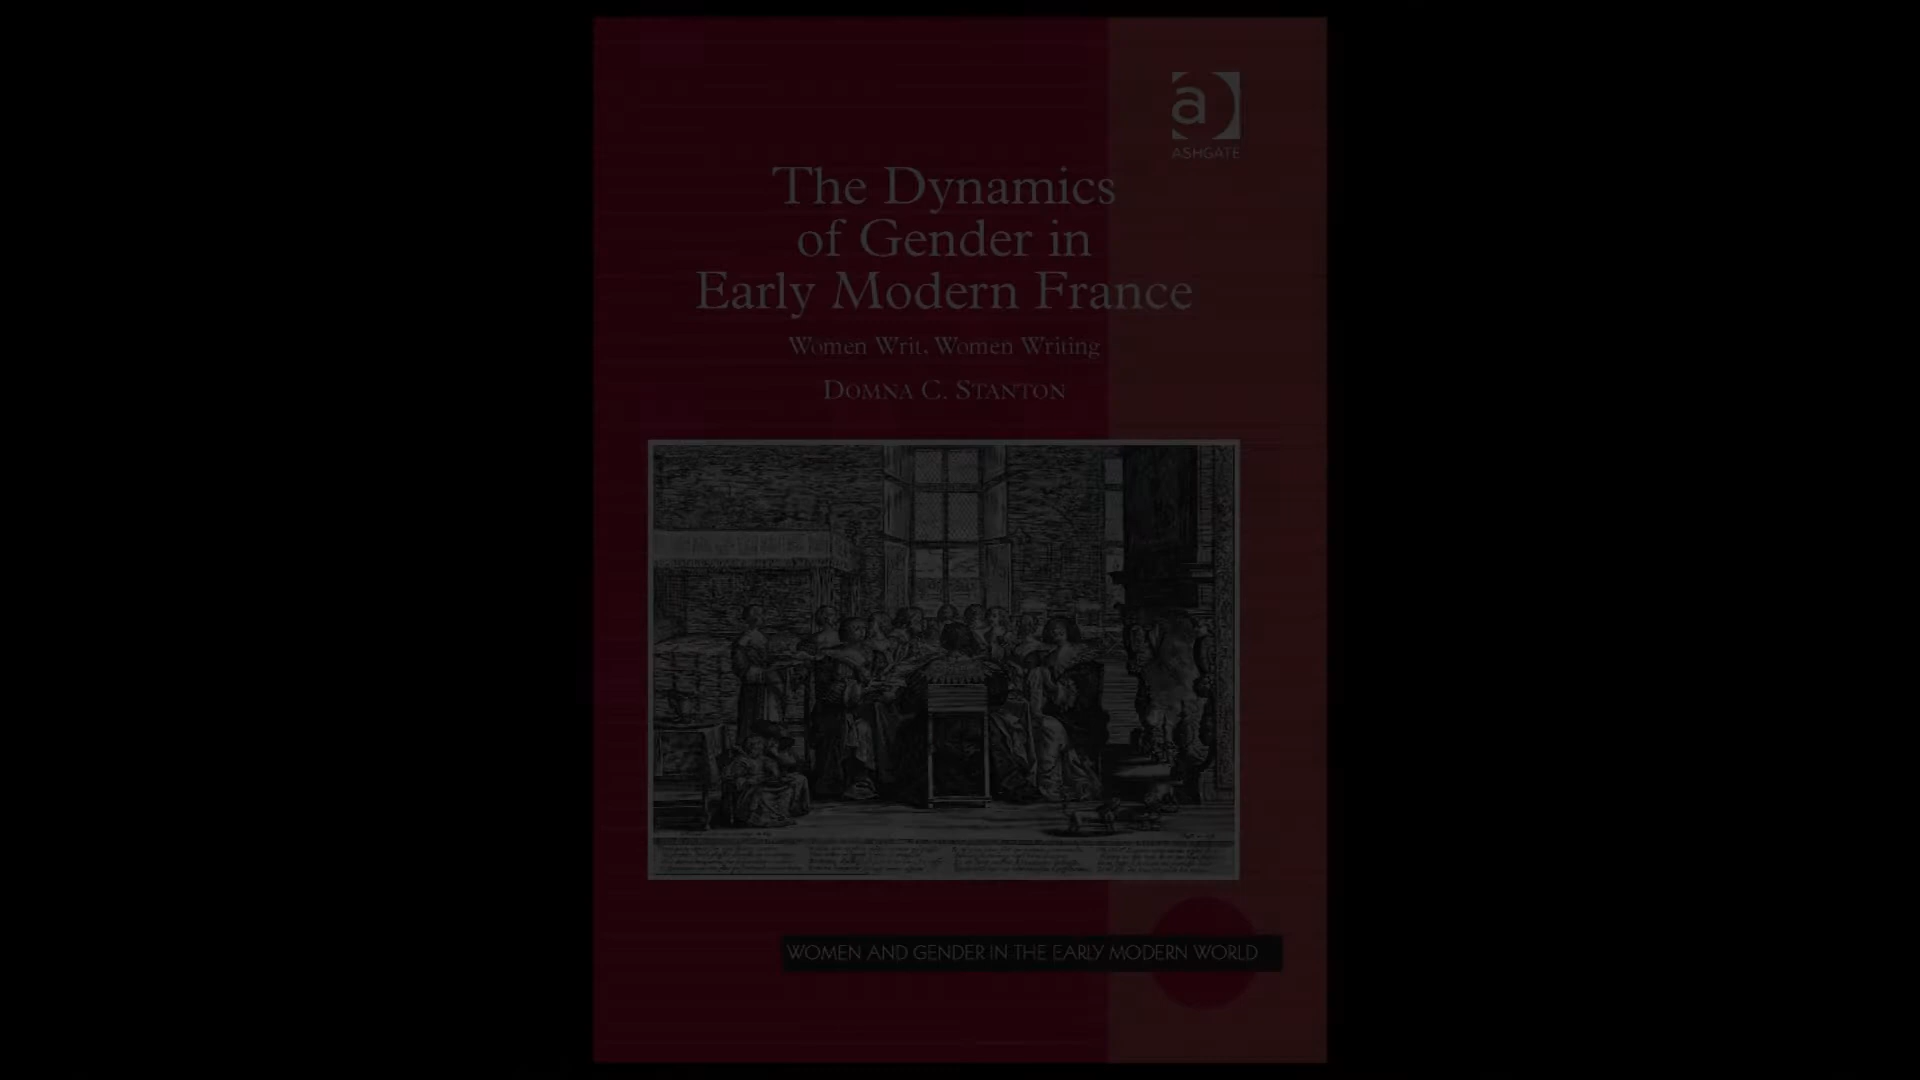 a
ASHGATE
The Dynamics
of Gender in
Early Modern France
Women Writ, Women Writing
DOMNA C. STANTON
WOMEN AND GENDER IN THE EARLY MODERN WORLD